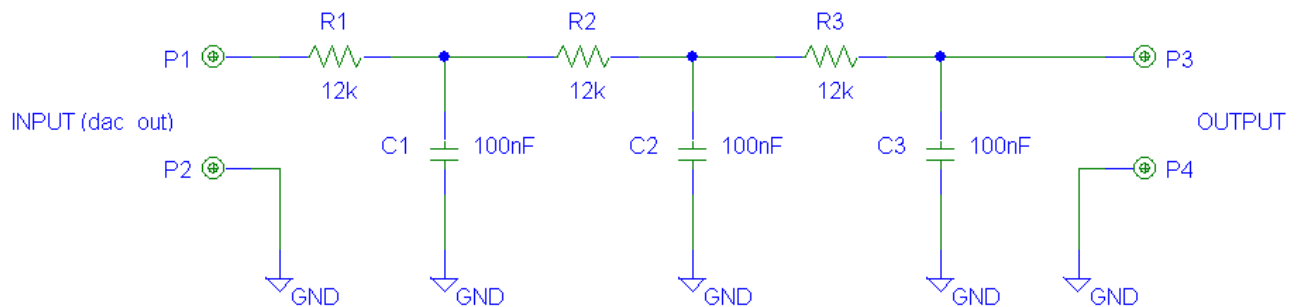 R1
R2
R3
P1
P3
12k
12k
12k
INPUT (dac out)
OUTPUT
C1
100nF
C2
100nF
C3
100nF
P2
P4
GND
GND
GND
GND
GND